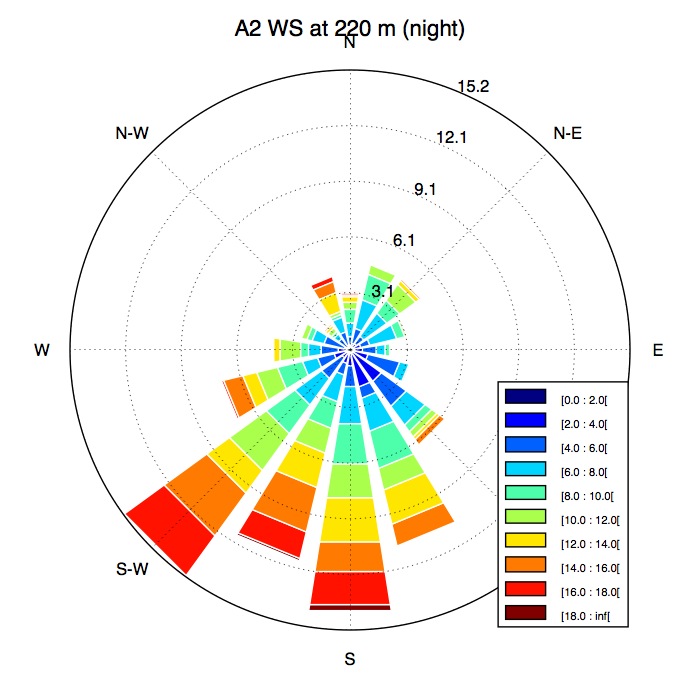 A2 WS at 220 m (night)
N
15.2
N-W
N-E
12.1
9.1
6.1
3.1
W
E
[0.0 : 2.0[
[2.0 : 4.0[
[4.0 : 6.0[
[6.0 : 8.0[
[8.0 : 10.0[
[10.0 : 12.0[
[12.0 : 14.0[
[14.0 : 16.0[
[16.0 : 18.0[
[18.0 : inf[
S-W
S